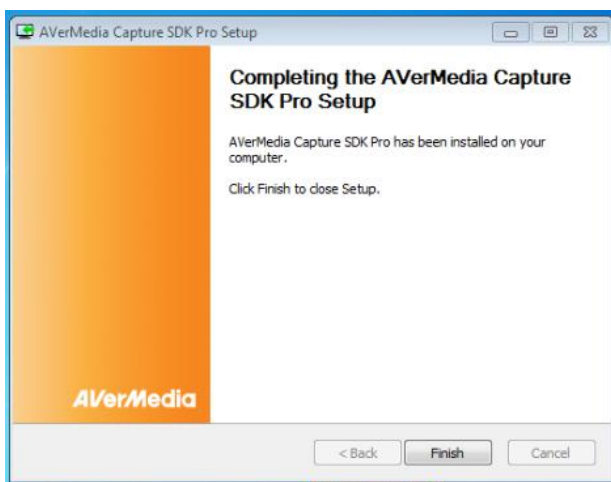 AVerMedia Capture SDK Pro Setup
Completing the AVerMedia Capture
SDK Pro Setup
AVerMedia Capture SDK Pro has been installed on your
computer.
Click Finish to close Setup.
AVerMedia
< Back
Finish
Cancel